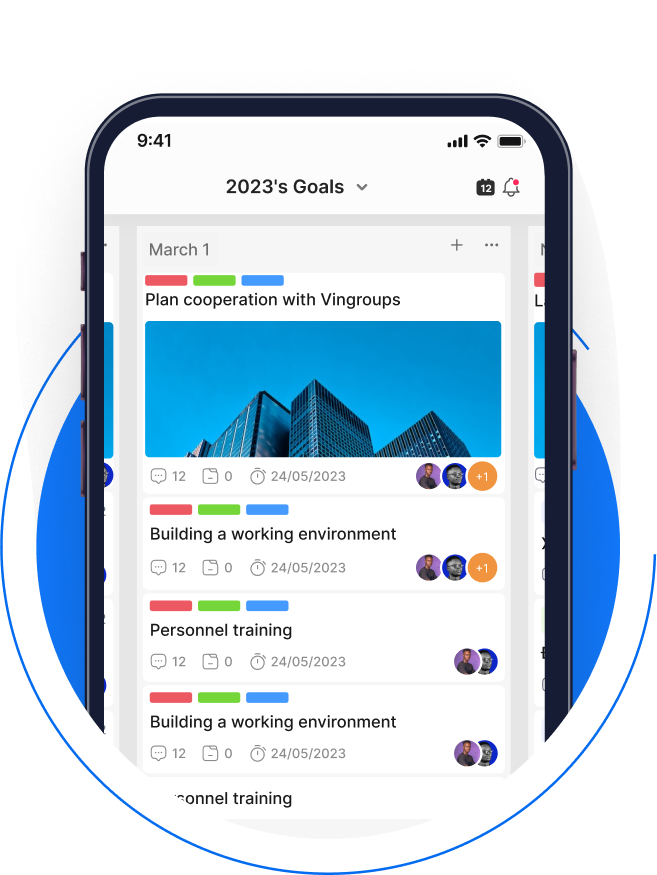 9:41
2023's Goals
12
March 1
Plan cooperation with Vingroups
12 0 24/05/2023 +1
Building a working environment
12 0 24/05/2023 +1
Personnel training
12 0 24/05/2023
Building a working environment
12 0 24/05/2023
sonnel training